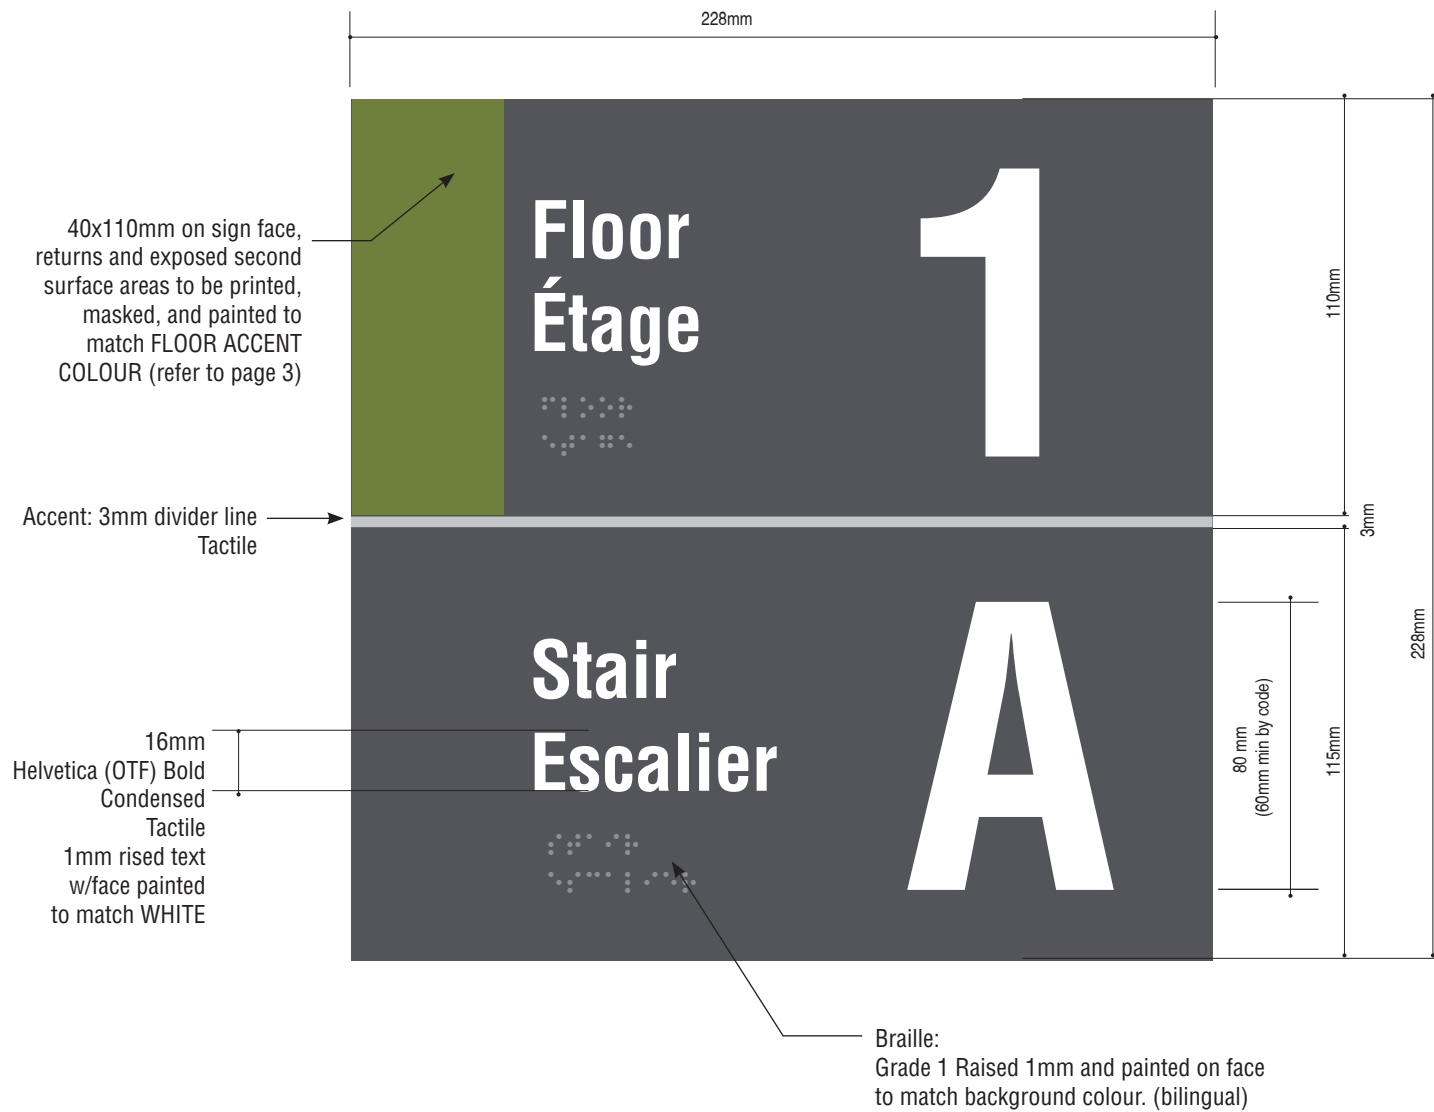 228mm
40x110mm on sign face,
returns and exposed second
surface areas to be printed,
masked, and painted to
match FLOOR ACCENT
COLOUR (refer to page 3)
Floor
Étage
1
110mm
Accent: 3mm divider line
Tactile
3mm
228mm
Stair
Escalier
A
80 mm
(60mm min by code)
115mm
16mm
Helvetica (OTF) Bold
Condensed
Tactile
1mm rised text
w/face painted
to match WHITE
Braille:
Grade 1 Raised 1mm and painted on face
to match background colour. (bilingual)